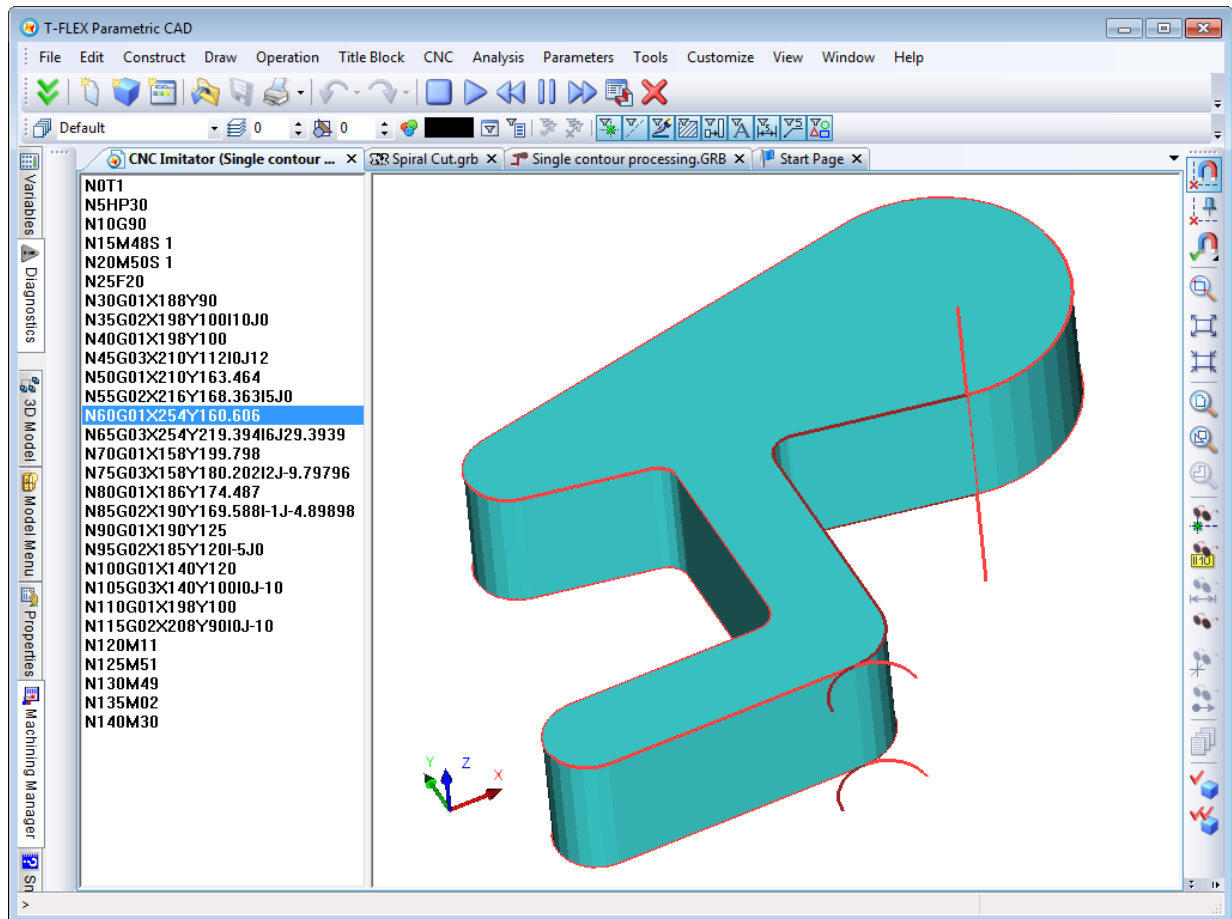 T-FLEX Parametric CAD
File Edit Construct Draw Operation Title Block CNC Analysis Parameters Tools Customize View Window Help
Default 0 0
CNC Imitator (Single contour ... Spiral Cut.grb Single contour processing.GRB Start Page
Variables
Diagnostics
3D Model
Model Menu
Properties
Machining Manager
N0T1
N5HP30
N10G90
N15M48S 1
N20M50S 1
N25F20
N30G01X188Y90
N35G02X198Y100I10J0
N40G01X198Y100
N45G03X210Y112I0J12
N50G01X210Y163.464
N55G02X216Y168.363I5J0
N60G01X254Y160.606
N65G03X254Y219.394I6J29.3939
N70G01X158Y199.798
N75G03X158Y180.202I2J-9.79796
N80G01X186Y174.487
N85G02X190Y169.588I-1J-4.89898
N90G01X190Y125
N95G02X185Y120I-5J0
N100G01X140Y120
N105G03X140Y100I0J-10
N110G01X198Y100
N115G02X208Y90I0J-10
N120M11
N125M51
N130M49
N135M02
N140M30
Y Z X
>